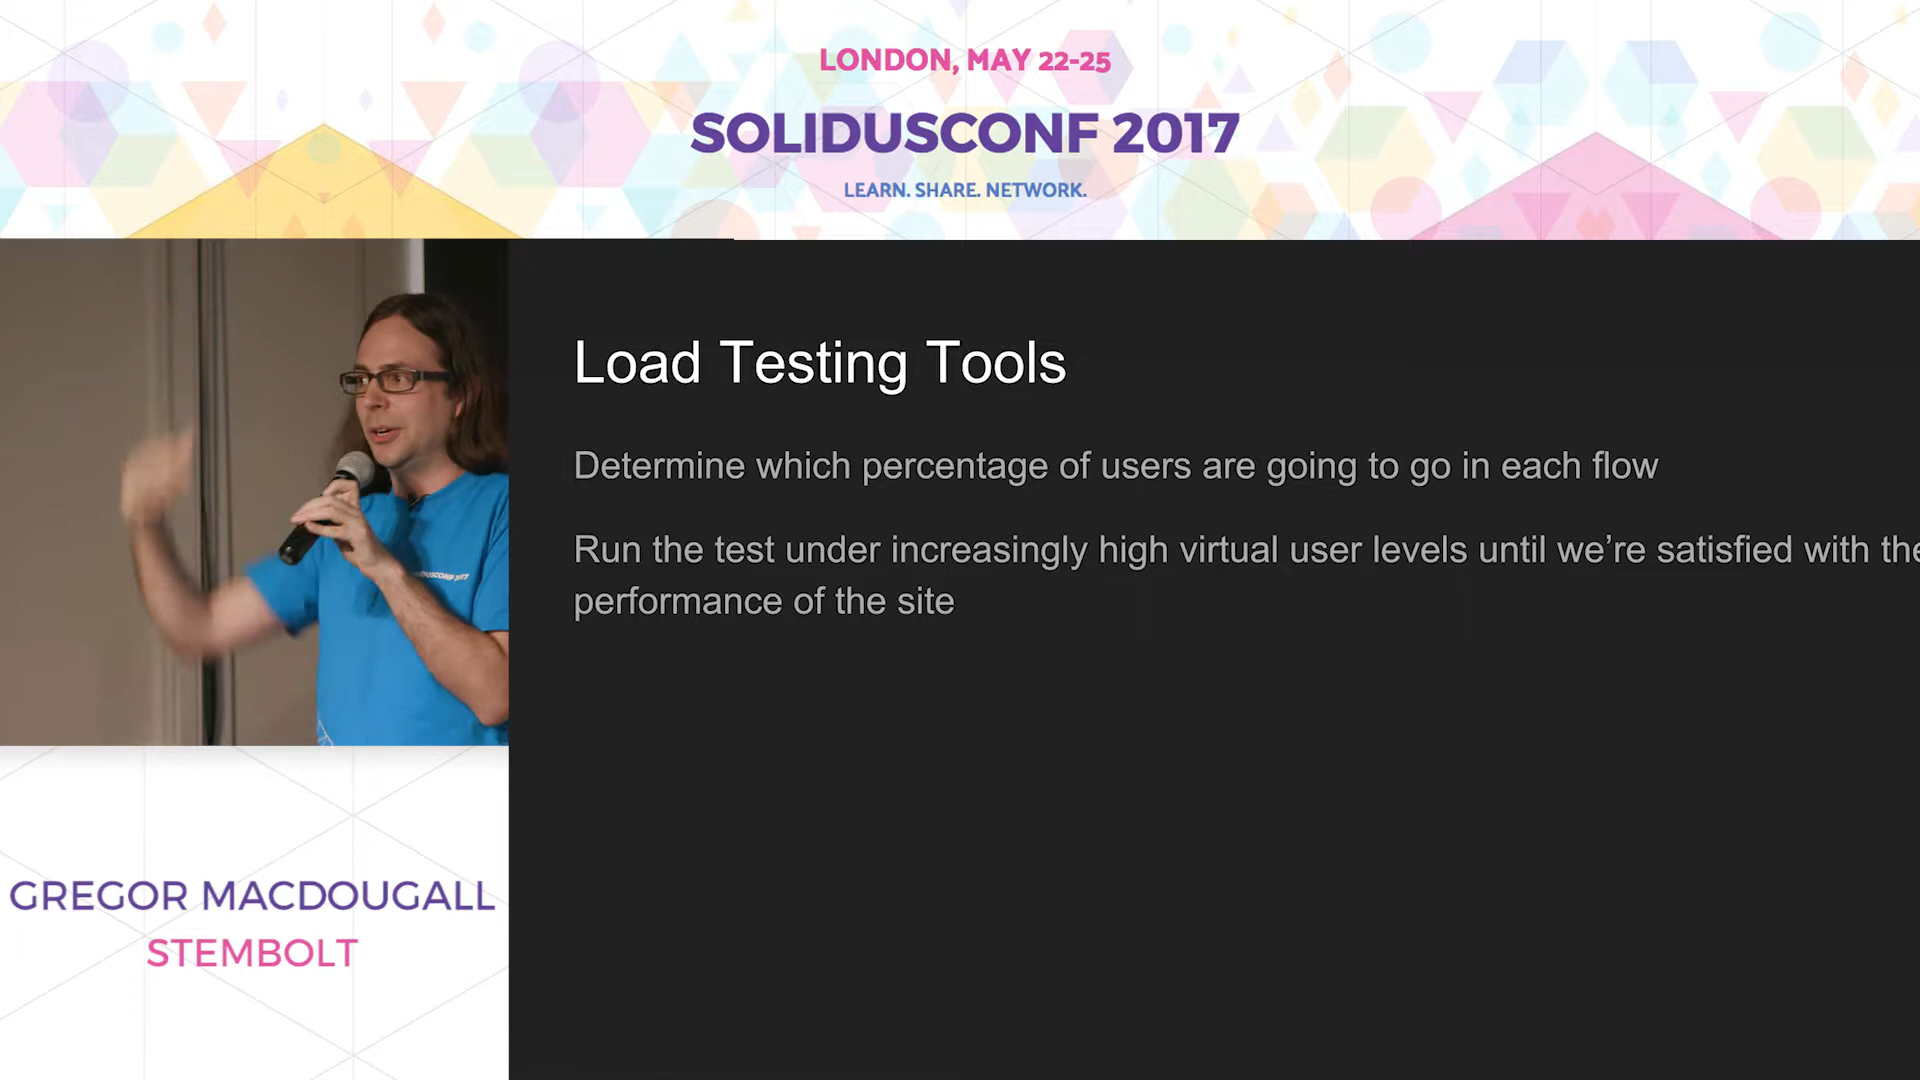 LONDON, MAY 22-25
SOLIDUSCONF 2017
LEARN. SHARE. NETWORK.
Load Testing Tools
Determine which percentage of users are going to go in each flow
Run the test under increasingly high virtual user levels until we’re satisfied with the
performance of the site
GREGOR MACDOUGALL
STEMBOLT